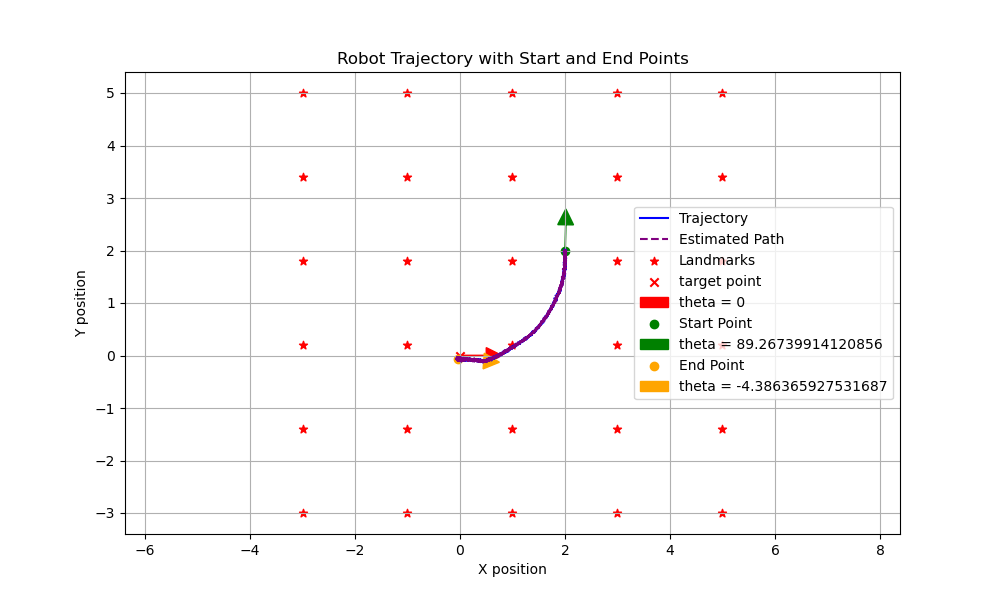 Robot Trajectory with Start and End Points
5
4
3
2
1
0
−1
−2
−3
Y position
Trajectory
Estimated Path
Landmarks
target point
theta = 0
Start Point
theta = 89.26739914120856
End Point
theta = -4.386365927531687
−6
−4
−2
0
2
4
6
8
X position